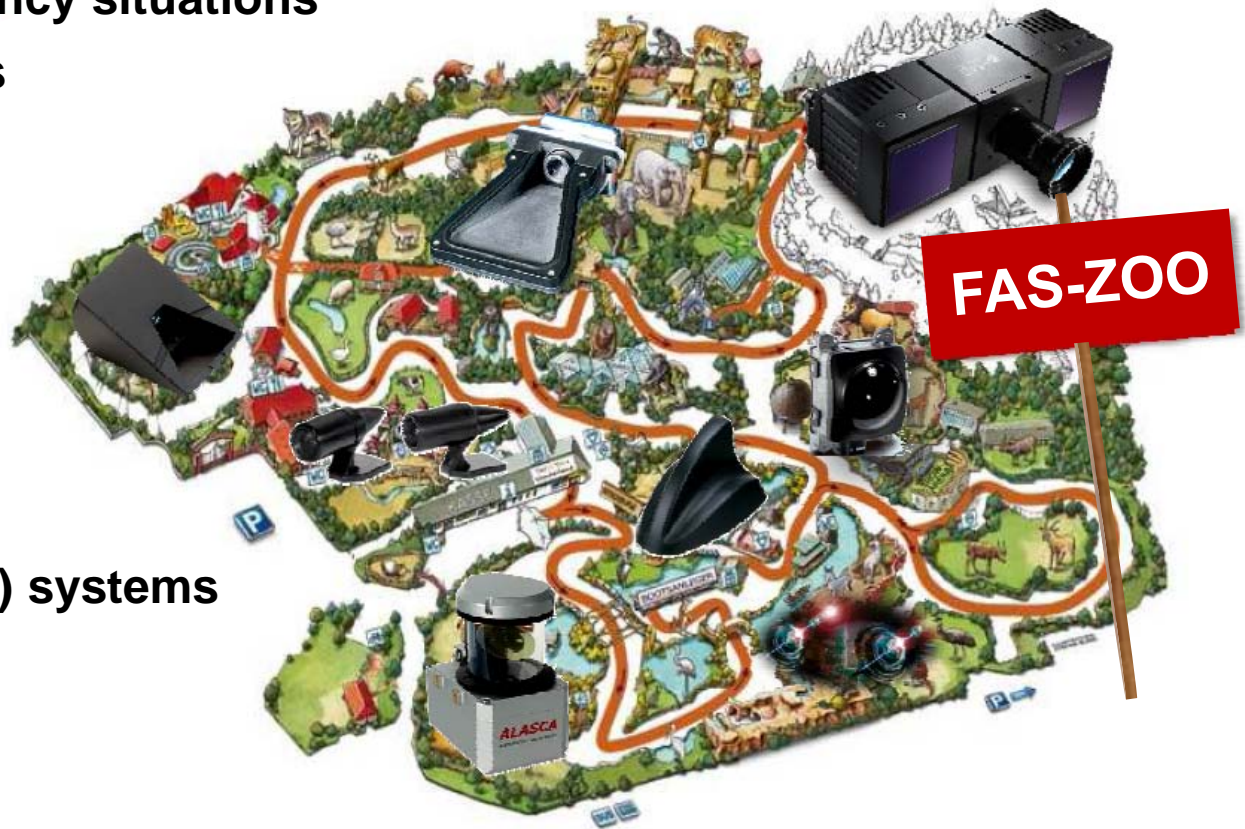 ncy situations
s
FAS-ZOO
P
BOOTSANLEGER
) systems
ALASCA
P